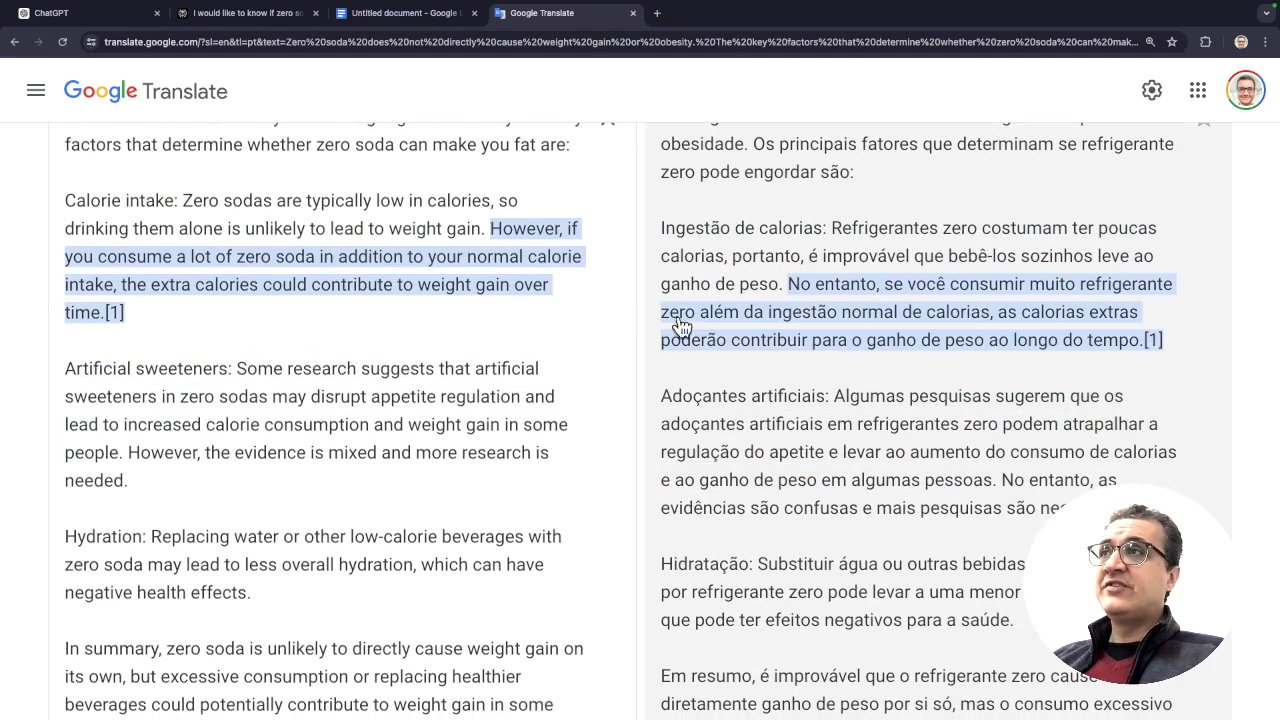 ChatGPT
I would like to know if zero so
Untitled document - Google D
Google Translate
translate.google.com/?sl=en&tl=pt&text=Zero%20soda%20does%20not%20directly%20cause%20weight%20gain%20or%20obesity.%20The%20key%20factors%20that%20determine%20whether%20zero%20soda%20can%20mak...
Google Translate
factors that determine whether zero soda can make you fat are:
Calorie intake: Zero sodas are typically low in calories, so
drinking them alone is unlikely to lead to weight gain. However, if
you consume a lot of zero soda in addition to your normal calorie
intake, the extra calories could contribute to weight gain over
time.[1]
Artificial sweeteners: Some research suggests that artificial
sweeteners in zero sodas may disrupt appetite regulation and
lead to increased calorie consumption and weight gain in some
people. However, the evidence is mixed and more research is
needed.
Hydration: Replacing water or other low-calorie beverages with
zero soda may lead to less overall hydration, which can have
negative health effects.
In summary, zero soda is unlikely to directly cause weight gain on
its own, but excessive consumption or replacing healthier
beverages could potentially contribute to weight gain in some
obesidade. Os principais fatores que determinam se refrigerante
zero pode engordar são:
Ingestão de calorias: Refrigerantes zero costumam ter poucas
calorias, portanto, é improvável que bebê-los sozinhos leve ao
ganho de peso. No entanto, se você consumir muito refrigerante
zero além da ingestão normal de calorias, as calorias extras
poderão contribuir para o ganho de peso ao longo do tempo.[1]
Adoçantes artificiais: Algumas pesquisas sugerem que os
adoçantes artificiais em refrigerantes zero podem atrapalhar a
regulação do apetite e levar ao aumento do consumo de calorias
e ao ganho de peso em algumas pessoas. No entanto, as
evidências são confusas e mais pesquisas são
Hidratação: Substituir água ou outras bebidas
por refrigerante zero pode levar a uma menor
que pode ter efeitos negativos para a saúde.
Em resumo, é improvável que o refrigerante zero cause
diretamente ganho de peso por si só, mas o consumo excessivo